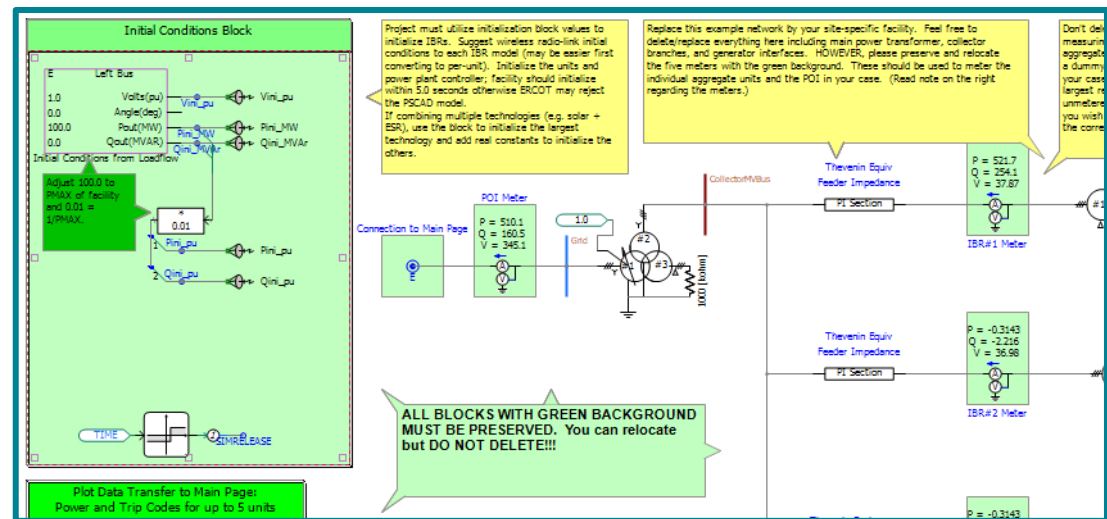 Initial Conditions Block
E Left Bus
1.0 Volts(pu) Vini_pu Vini_pu
0.0 Angle(deg)
100.0 Pout(MW) Pini_MW Pini_MW
0.0 Qout(MVAR) Qini_MVAr Qini_MVAr
Initial Conditions from Loadflow
Adjust 100.0 to
PMAX of facility
and 0.01 =
1/PMAX.
*
0.01
1 Pini_pu Pini_pu
2 Qini_pu Qini_pu
TIME
SIMRELEASE
Plot Data Transfer to Main Page:
Power and Trip Codes for up to 5 units
Project must utilize initialization block values to
initialize IBRs. Suggest wireless radio-link initial
conditions to each IBR model (may be easier first
converting to per-unit). Initialize the units and
power plant controller; facility should initialize
within 5.0 seconds otherwise ERCOT may reject
the PSCAD model.
If combining multiple technologies (e.g. solar +
ESR), use the block to initialize the largest
technology and add real constants to initialize the
others.
Replace this example network by your site-specific facility. Feel free to
delete/replace everything here including main power transformer, collector
branches, and generator interfaces. HOWEVER, please preserve and relocate
the five meters with the green background. These should be used to meter the
individual aggregate units and the POI in your case. (Read note on the right
regarding the meters.)
Don't dele
measurin
aggregate
a dummy
your case
largest re
unmetere
you wish
the corre
Connection to Main Page
E
POI Meter
P = 510.1
Q = 160.5
V = 345.1
A
V
1.0
Grid
#1
#2
#3
1000 [kohm]
CollectorMVBus
Thevenin Equiv
Feeder Impedance
PI Section
P = 521.7
Q = 254.1
V = 37.87
A
V
IBR#1 Meter
#1
Thevenin Equiv
Feeder Impedance
PI Section
P = -0.3143
Q = -2.216
V = 36.98
A
V
IBR#2 Meter
ALL BLOCKS WITH GREEN BACKGROUND
MUST BE PRESERVED. You can relocate
but DO NOT DELETE!!!
P = -0.3143